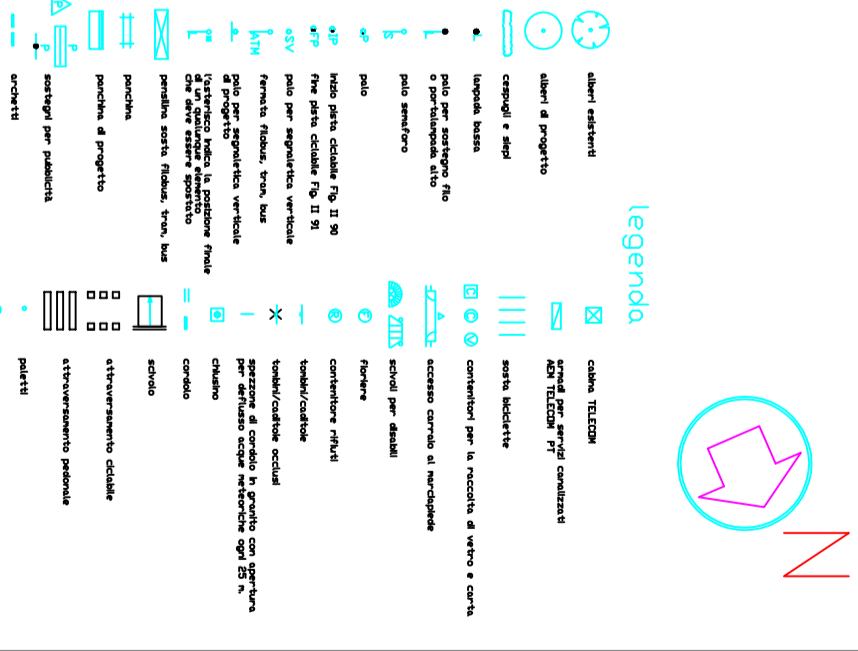 legenda
alberi esistenti
alberi di progetto
cespugli e siepi
lampada bassa
palo per sostegno filo
o portalampada alto
palo semaforo
S
palo
P
inizio pista ciclabile Fig. II 90
IP
fine pista ciclabile Fig. II 91
FP
palo per segnaletica verticale
SV
fermata filobus, tram, bus
ATM
palo per segnaletica verticale
di progetto
l'asterisco indica la posizione finale
di un qualunque elemento
che deve essere spostato
pensilina sosta filobus, tram, bus
panchina
panchina di progetto
sostegni per pubblicità
P
P
P
archetti
cabina TELECOM
armadi per servizi canalizzati
AEM TELECOM PT
sosta biciclette
contenitori per la raccolta di vetro e carta
C C V
accesso carraio al marciapiede
scivoli per disabili
fioriere
F
contenitore rifiuti
R
tombini/caditoie
tombini/caditoie occlusi
spezzone di cordolo in granito con apertura
per deflusso acque meteoriche ogni 25 m.
chiusino
cordolo
scivolo
attraversamento ciclabile
attraversamento pedonale
paletti
N